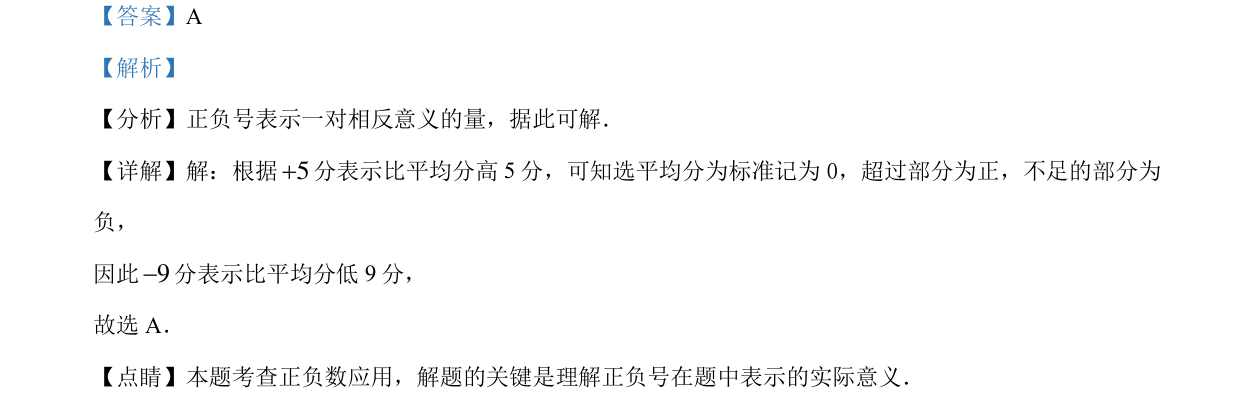 【答案】A
【解析】
【分析】正负号表示一对相反意义的量，据此可解．
【详解】解：根据+5分表示比平均分高 5 分，可知选平均分为标准记为 0，超过部分为正，不足的部分为
负，
因此−9分表示比平均分低 9 分，
故选 A．
【点睛】本题考查正负数应用，解题的关键是理解正负号在题中表示的实际意义．